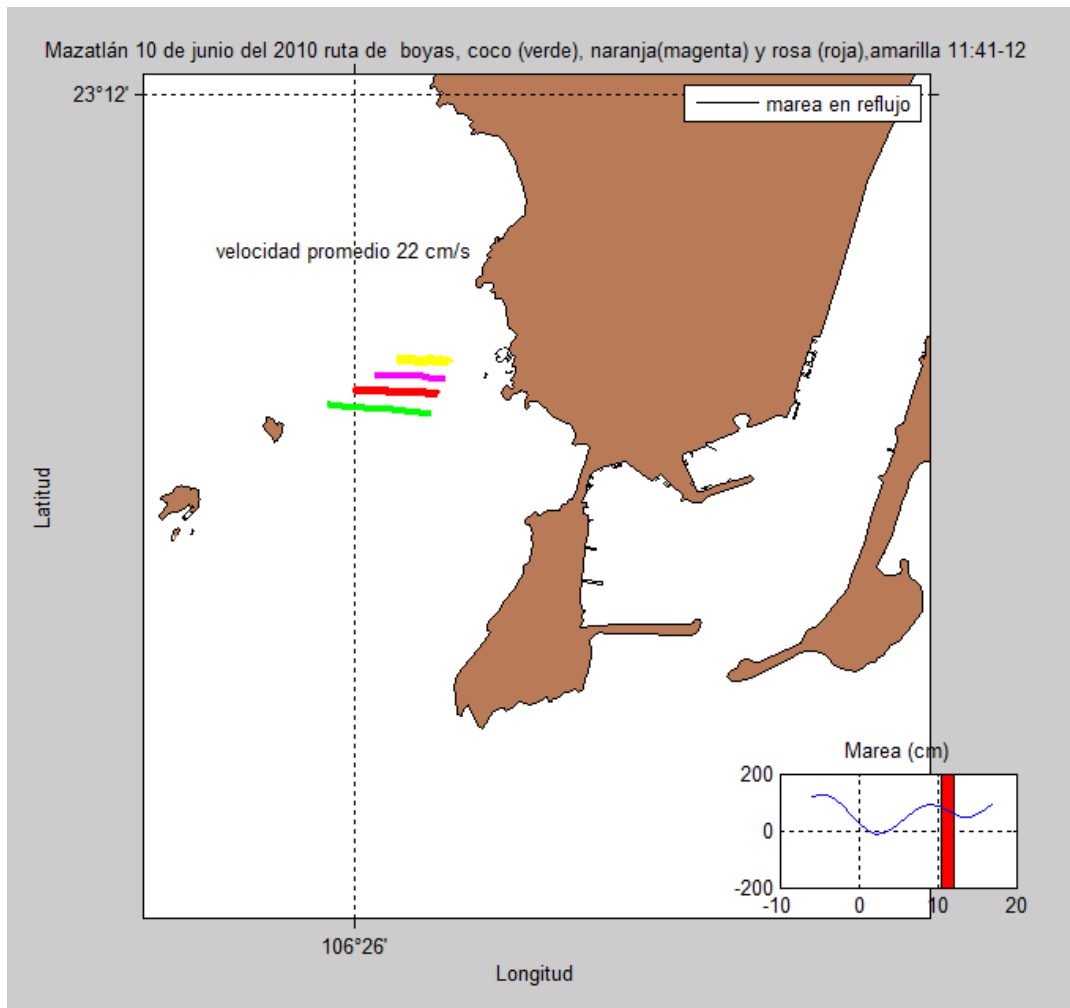 Mazatlán 10 de junio del 2010 ruta de  boyas, coco (verde), naranja(magenta) y rosa (roja),amarilla 11:41-12
23°12'
marea en reflujo
velocidad promedio 22 cm/s
Latitud
Marea (cm)
200
0
-200
-10 0 10 20
106°26'
Longitud